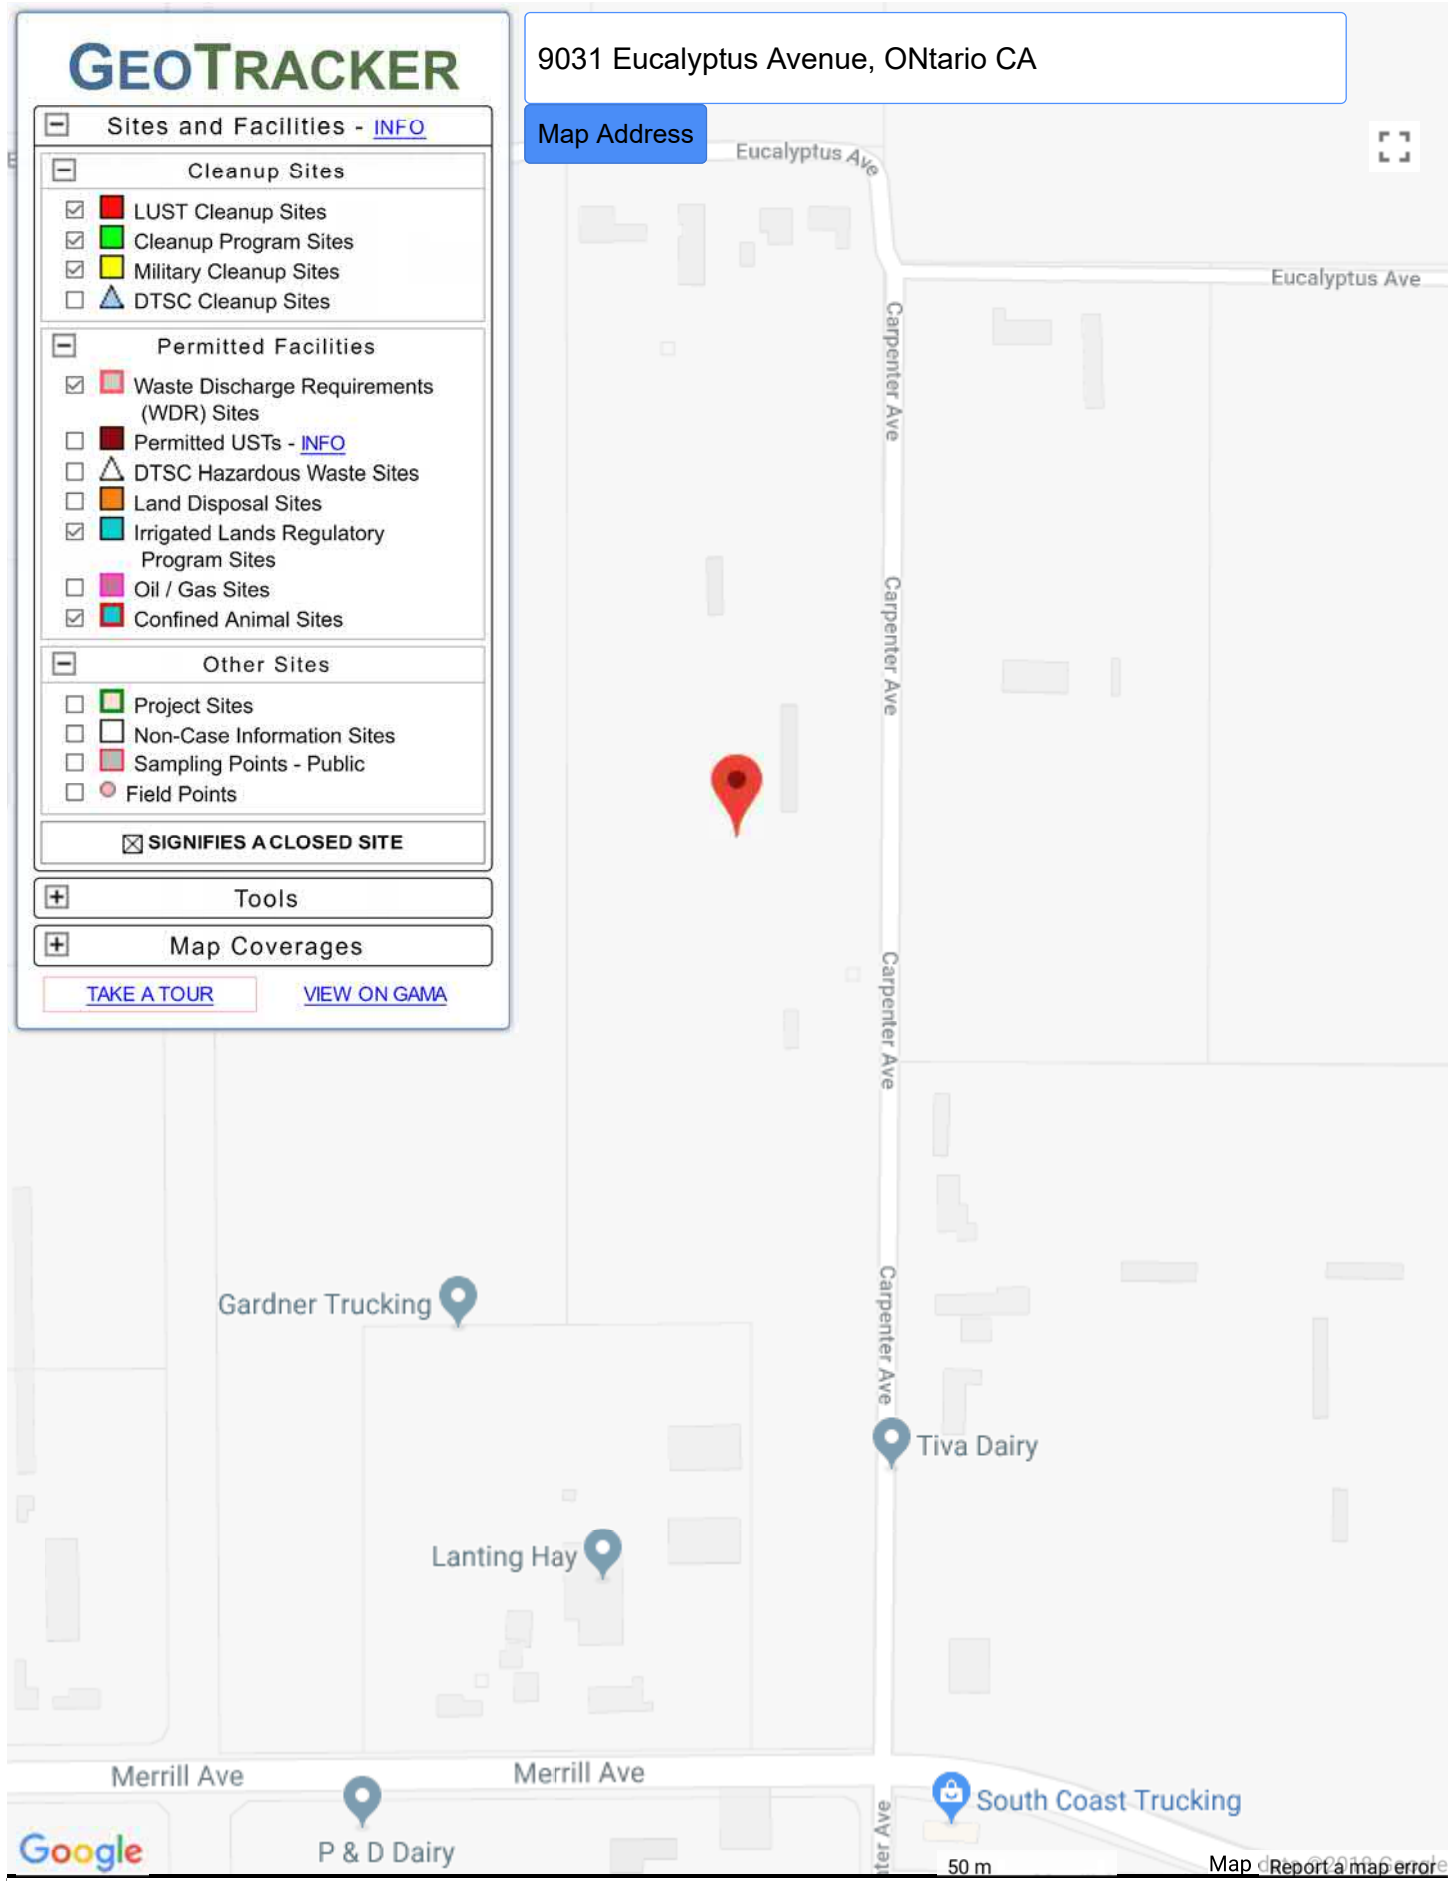 GEOTRACKER
Sites and Facilities - INFO
Cleanup Sites
LUST Cleanup Sites
Cleanup Program Sites
Military Cleanup Sites
DTSC Cleanup Sites
Permitted Facilities
Waste Discharge Requirements
(WDR) Sites
Permitted USTs - INFO
DTSC Hazardous Waste Sites
Land Disposal Sites
Irrigated Lands Regulatory
Program Sites
Oil / Gas Sites
Confined Animal Sites
Other Sites
Project Sites
Non-Case Information Sites
Sampling Points - Public
Field Points
SIGNIFIES A CLOSED SITE
Tools
Map Coverages
TAKE A TOUR
VIEW ON GAMA
9031 Eucalyptus Avenue, ONtario CA
Map Address
Eucalyptus Ave
Eucalyptus Ave
Carpenter Ave
Carpenter Ave
Carpenter Ave
Carpenter Ave
Gardner Trucking
Tiva Dairy
Lanting Hay
Merrill Ave
Merrill Ave
South Coast Trucking
P & D Dairy
Ave
Google
50 m
Map
Report a map error